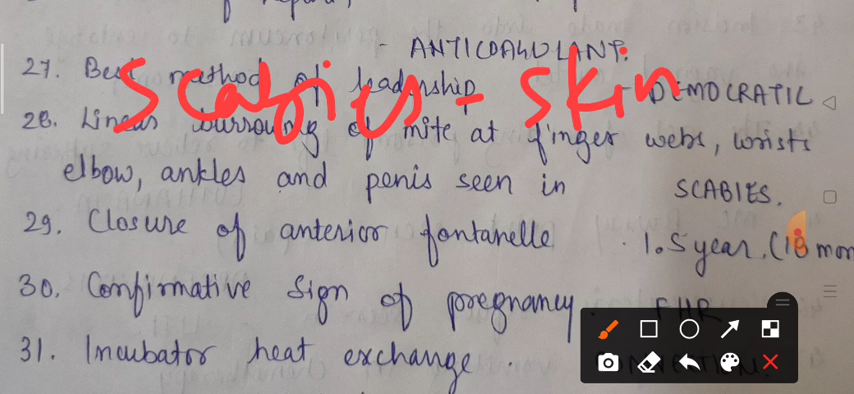 - ANTICOAGULANT.
27. Best method of leadership - DEMOCRATIC
Scabies - skin
28. Linear burrowing of mite at finger webs, wrists
elbow, ankles and penis seen in SCABIES.
29. Closure of anterior fontanelle . 1.5 year. (18 mon
30. Confirmative sign of pregnancy. FHR
31. Incubator heat exchange .